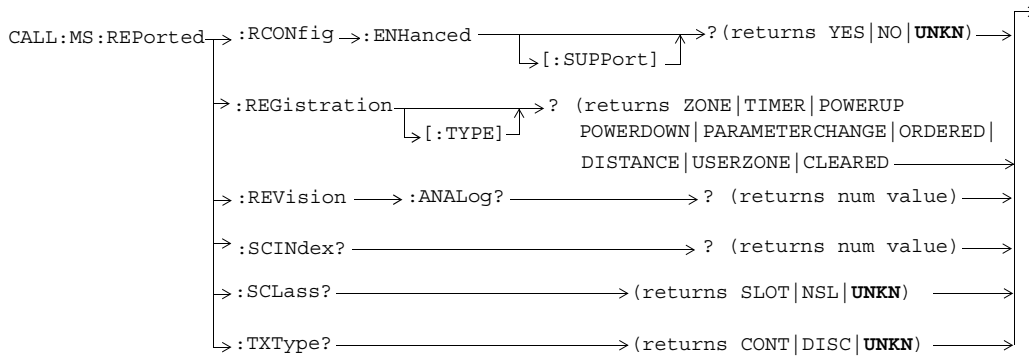 CALL:MS:REPorted :RCONfig :ENHanced ?(returns YES|NO|UNKN)
[:SUPPort]
:REGistration ? (returns ZONE|TIMER|POWERUP
[:TYPE] POWERDOWN|PARAMETERCHANGE|ORDERED|
DISTANCE|USERZONE|CLEARED
:REVision :ANALog? ? (returns num value)
:SCINdex? ? (returns num value)
:SCLass? (returns SLOT|NSL|UNKN)
:TXType? (returns CONT|DISC|UNKN)